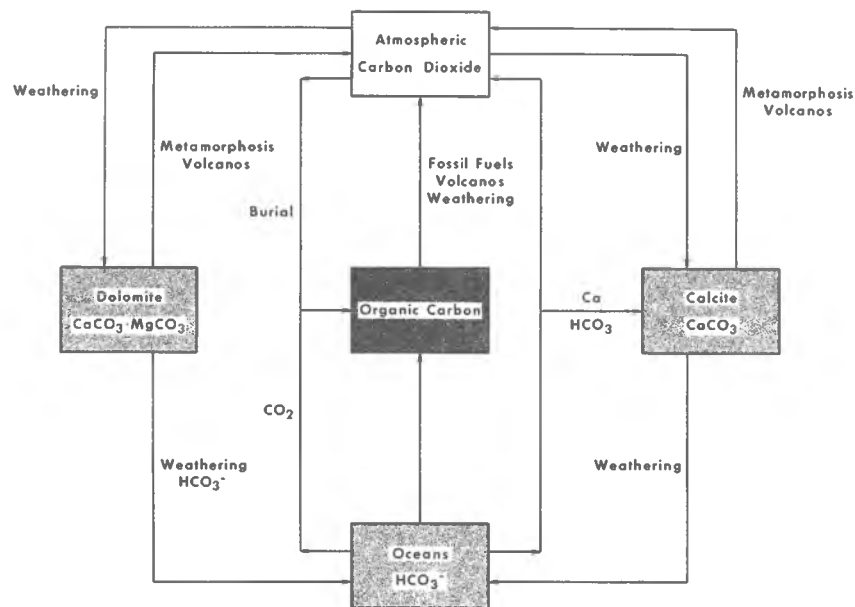 Atmospheric
Carbon Dioxide
Weathering
Metamorphosis
Volcanos
Metamorphosis
Volcanos
Fossil Fuels
Volcanos
Weathering
Weathering
Burial
Dolomite
CaCO₃·MgCO₃
Organic Carbon
Ca
HCO₃
Calcite
CaCO₃
CO₂
Weathering
HCO₃⁻
Weathering
Oceans
HCO₃⁻